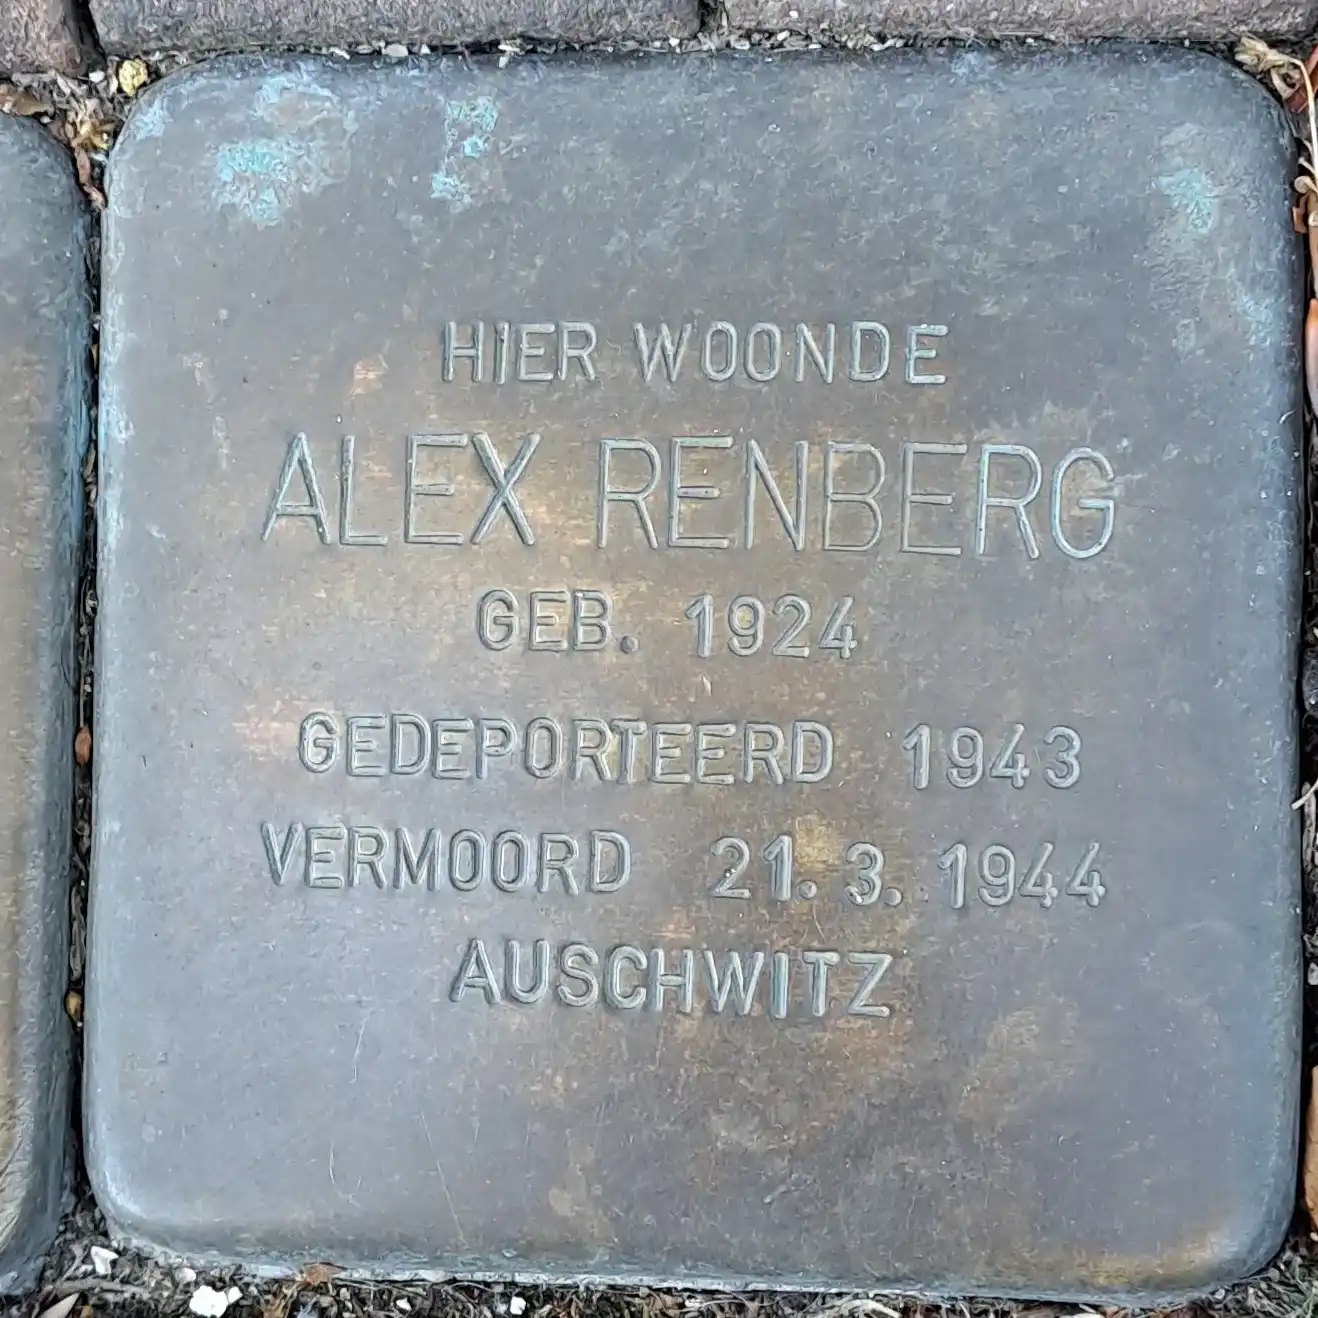 HIER WOONDE
ALEX RENBERG
GEB. 1924
GEDEPORTEERD 1943
VERMOORD 21.3.1944
AUSCHWITZ